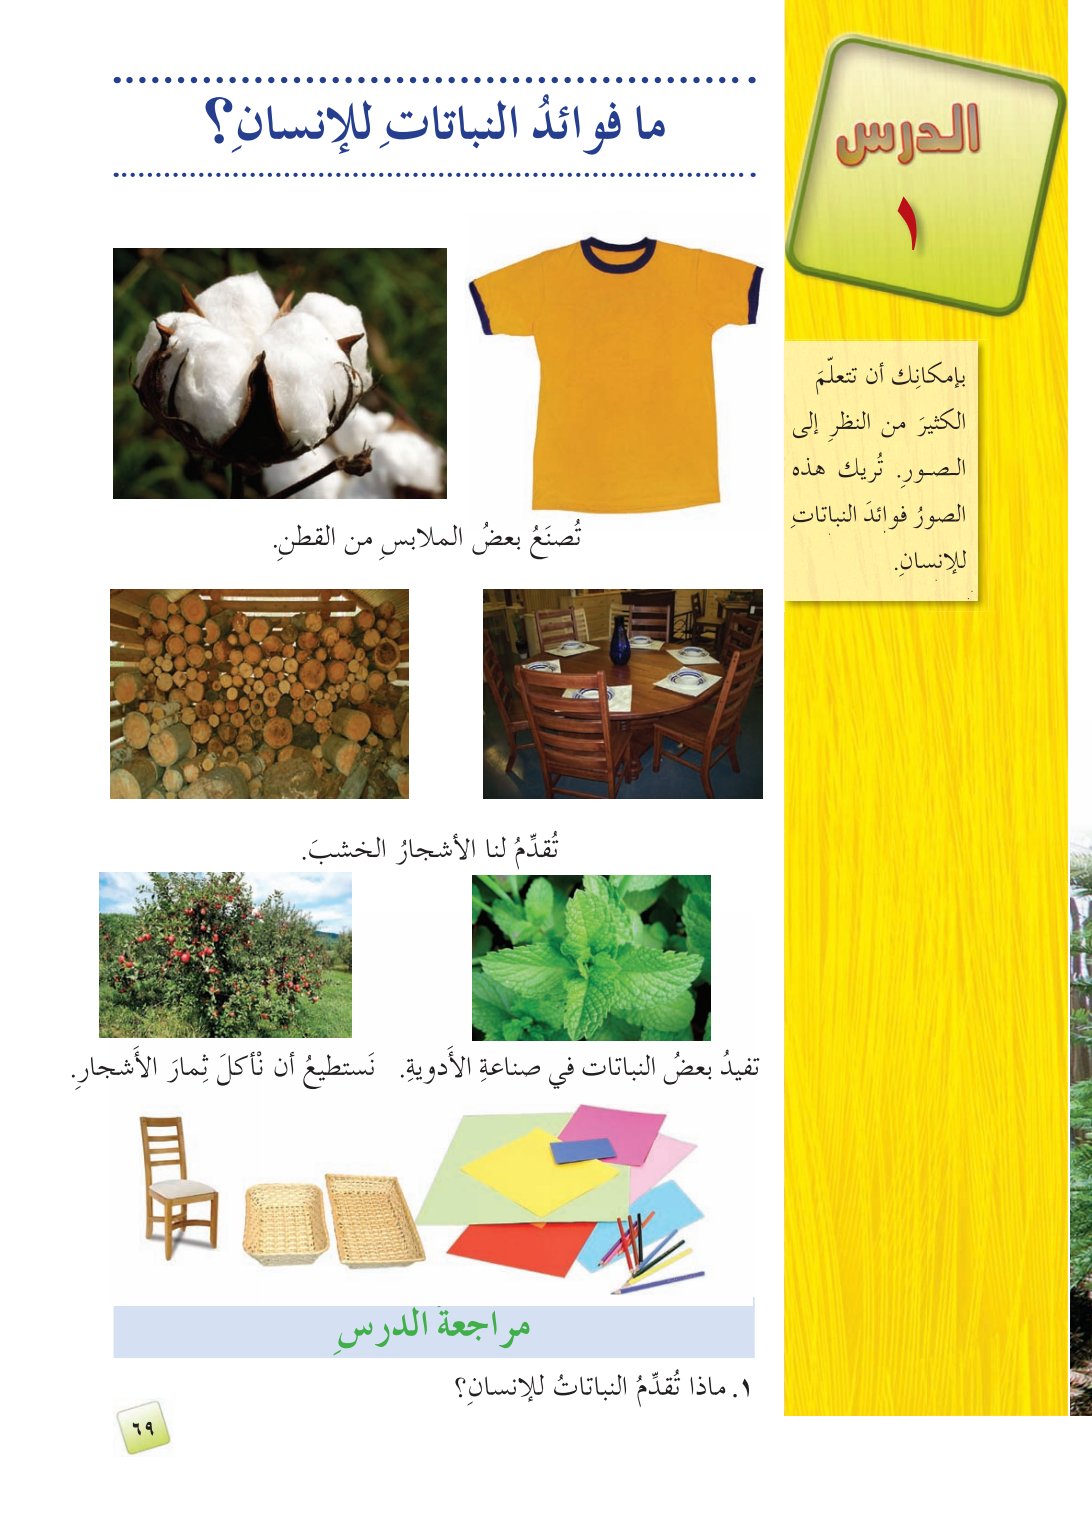 الدرس
١
ما فوائدُ النباتاتِ للإنسانِ؟
بإمكانِك أن تتعلّمَ
الكثيرَ من النظرِ إلى
الصورِ. تُريك هذه
الصورُ فوائدَ النباتاتِ
للإنسانِ.
تُصنَعُ بعضُ الملابسِ من القطنِ.
تُقدِّمُ لنا الأشجارُ الخشبَ.
تفيدُ بعضُ النباتات في صناعةِ الأَدويةِ.
نَستطيعُ أن نْأكلَ ثِمارَ الأَشجارِ.
مراجعةُ الدرسِ
١. ماذا تُقدِّمُ النباتاتُ للإنسانِ؟
٦٩